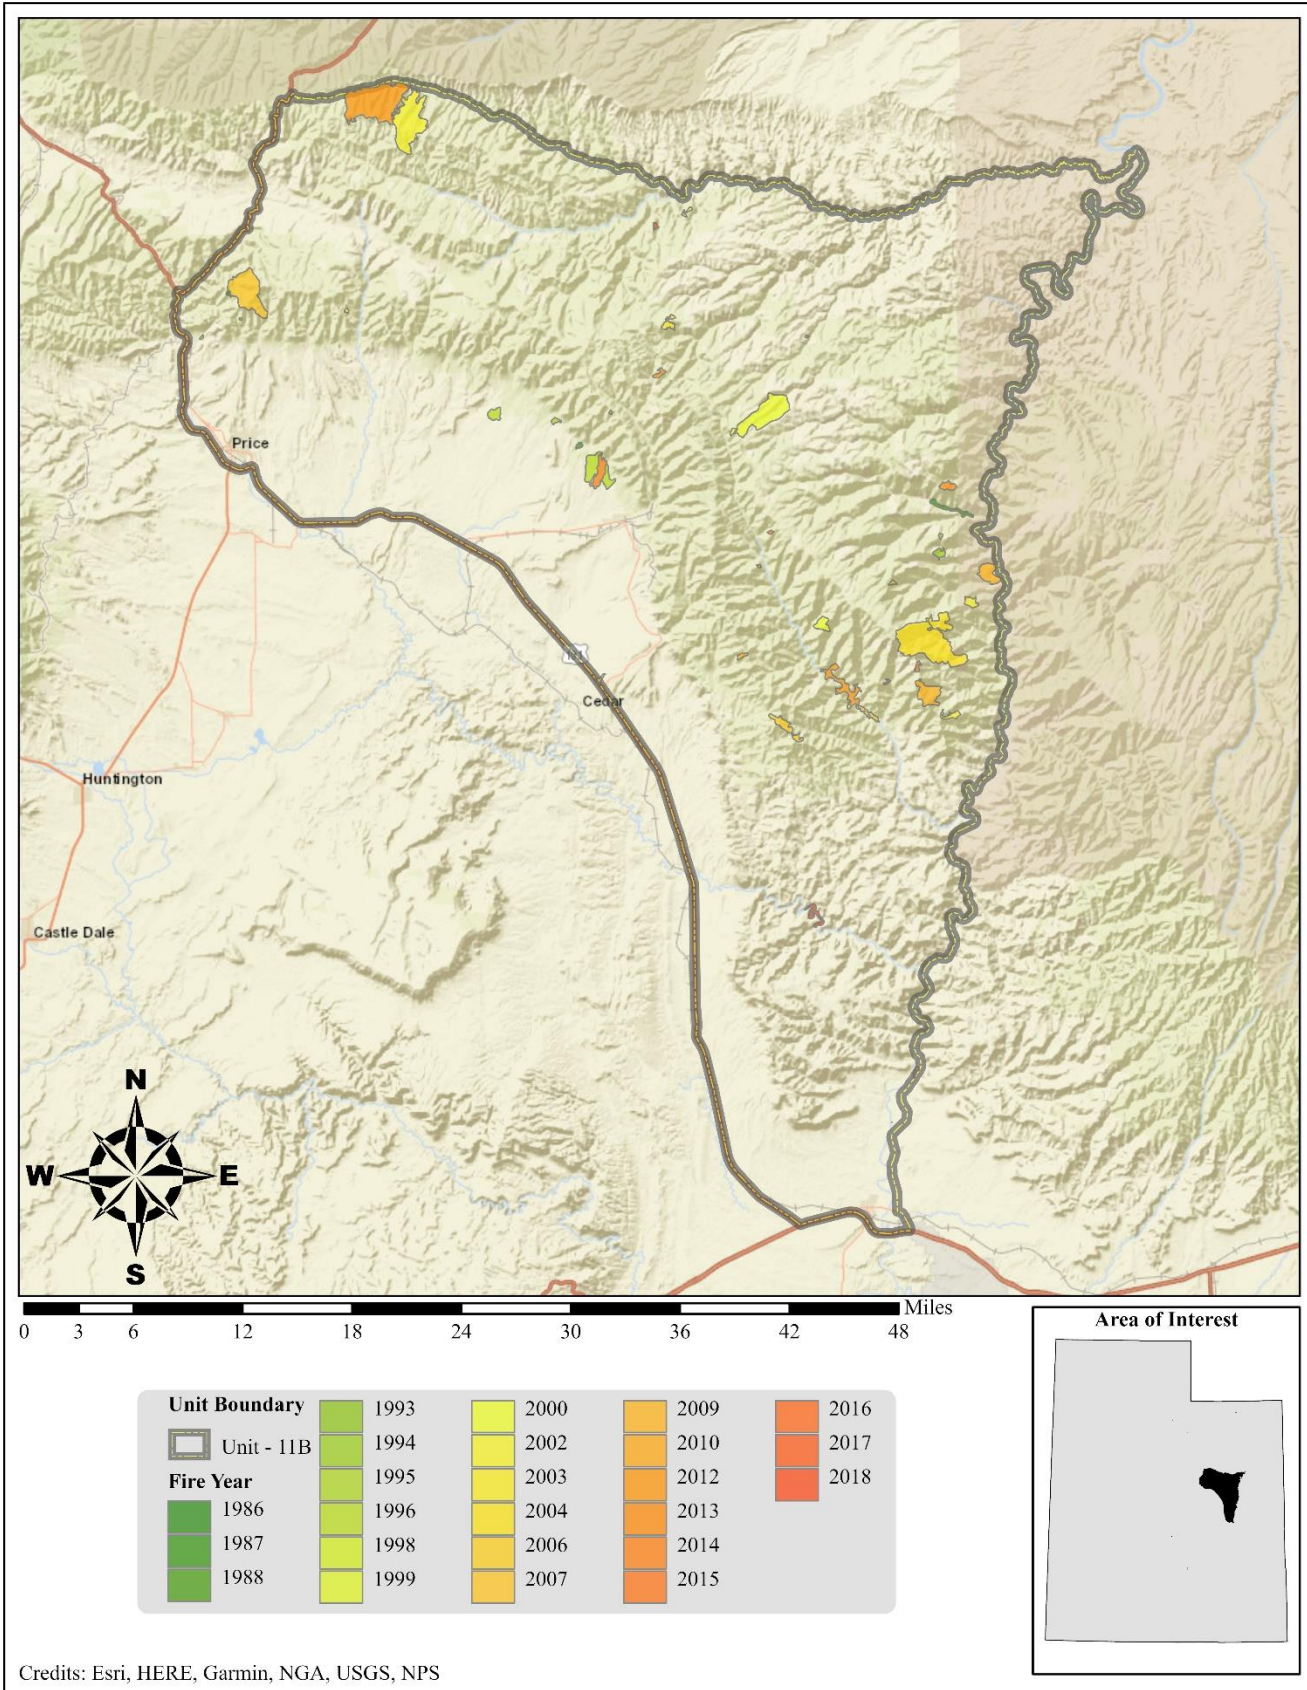 Price
Cedar
Huntington
Castle Dale
N
W E
S
Miles
0 3 6 12 18 24 30 36 42 48
Area of Interest
Unit Boundary
Unit - 11B
Fire Year
1986
1987
1988
1993
1994
1995
1996
1998
1999
2000
2002
2003
2004
2006
2007
2009
2010
2012
2013
2014
2015
2016
2017
2018
Credits: Esri, HERE, Garmin, NGA, USGS, NPS